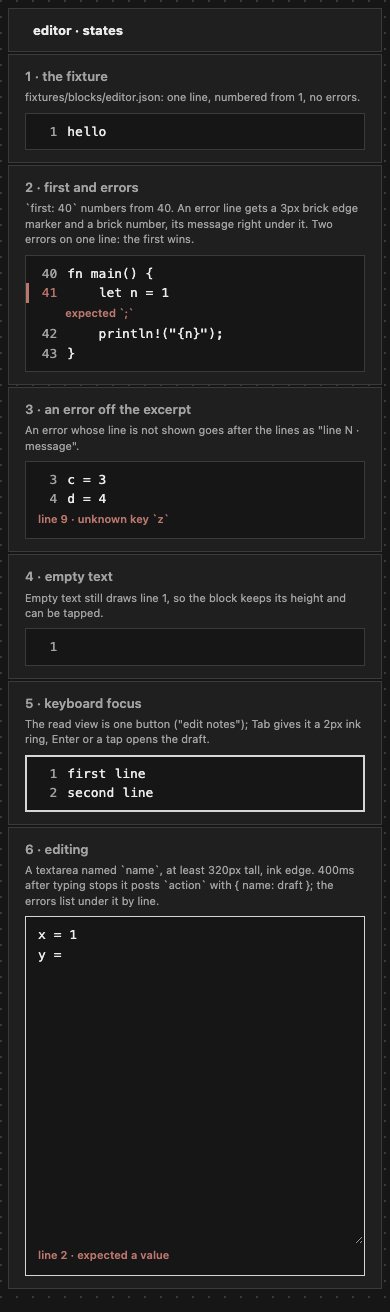 editor · states
1 · the fixture
fixtures/blocks/editor.json: one line, numbered from 1, no errors.
1 hello
2 · first and errors
`first: 40` numbers from 40. An error line gets a 3px brick edge
marker and a brick number, its message right under it. Two
errors on one line: the first wins.
40 fn main() {
41     let n = 1
expected `;`
42     println!("{n}");
43 }
3 · an error off the excerpt
An error whose line is not shown goes after the lines as "line N ·
message".
3 c = 3
4 d = 4
line 9 · unknown key `z`
4 · empty text
Empty text still draws line 1, so the block keeps its height and
can be tapped.
1
5 · keyboard focus
The read view is one button ("edit notes"); Tab gives it a 2px ink
ring, Enter or a tap opens the draft.
1 first line
2 second line
6 · editing
A textarea named `name`, at least 320px tall, ink edge. 400ms
after typing stops it posts `action` with { name: draft }; the
errors list under it by line.
x = 1
y =
line 2 · expected a value